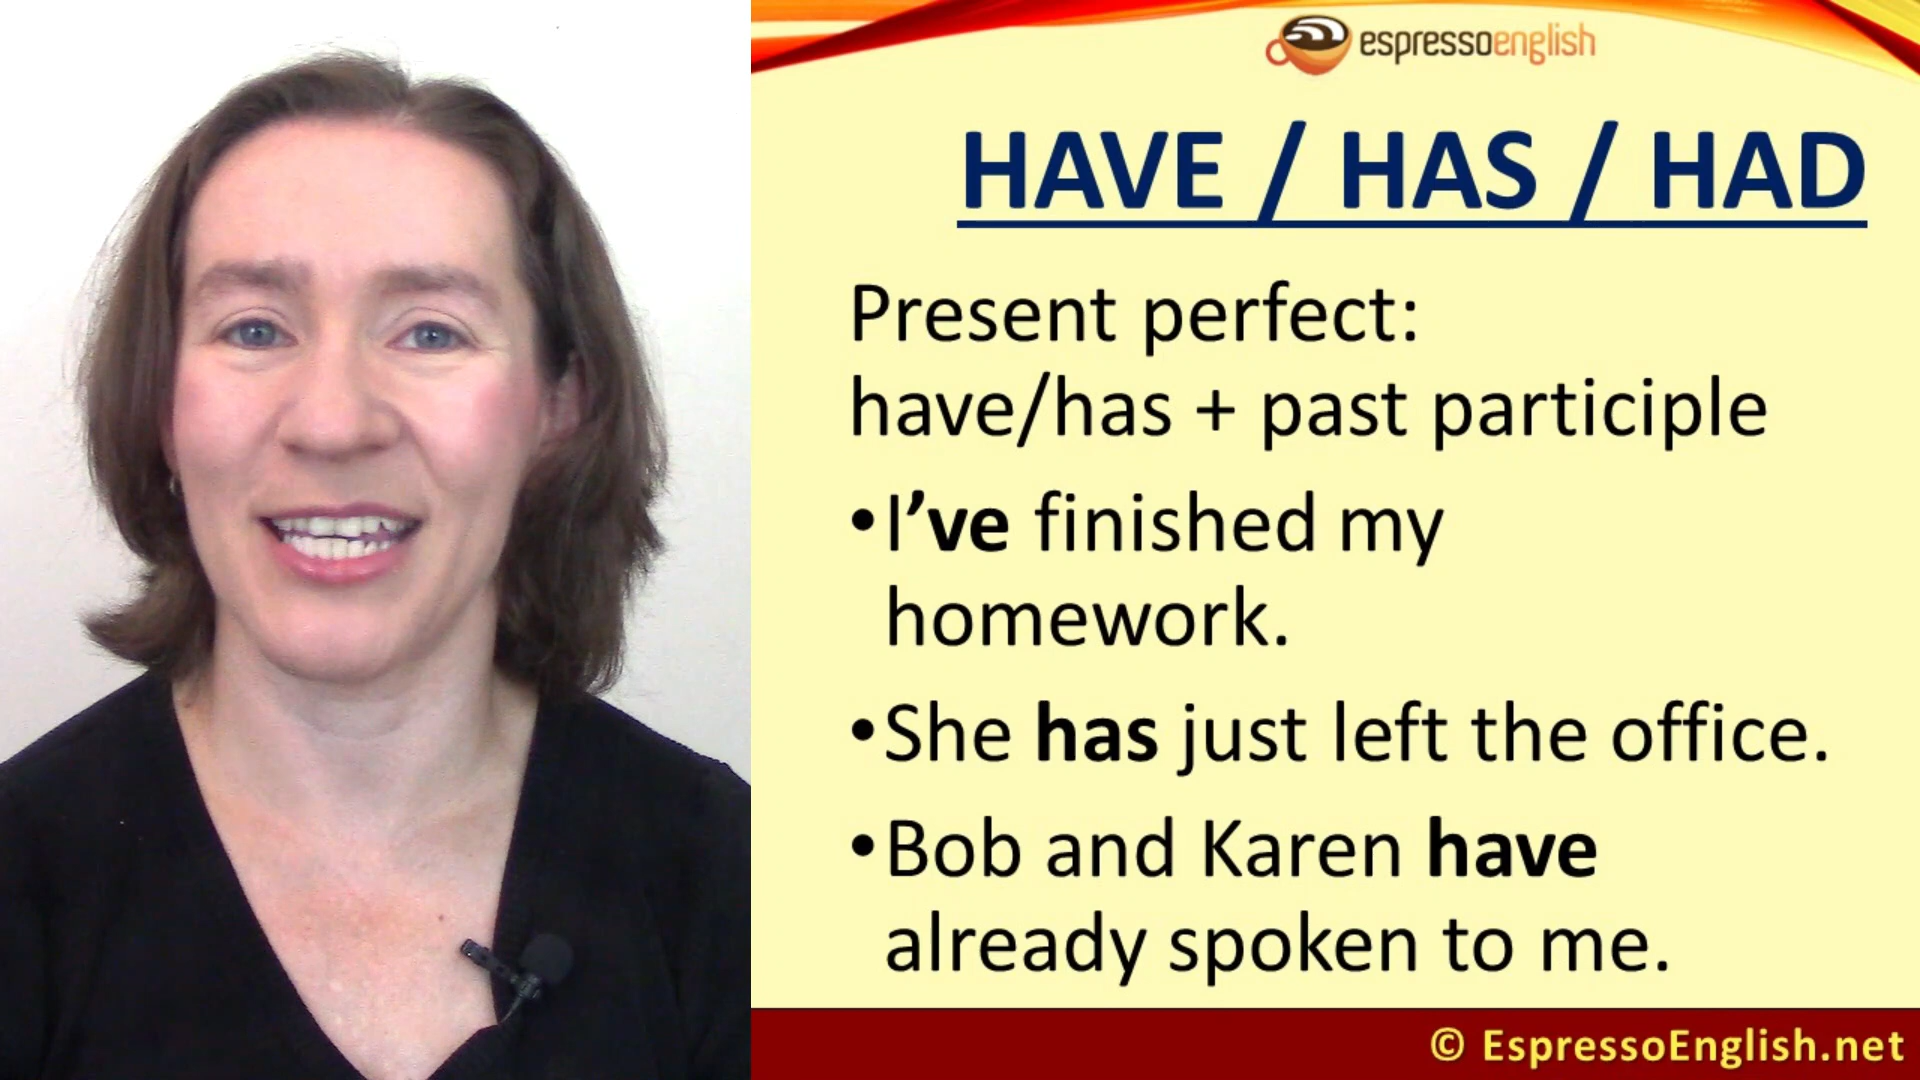 espressoenglish
HAVE / HAS / HAD
Present perfect:
have/has + past participle
•I’ve finished my
homework.
•She has just left the office.
•Bob and Karen have
already spoken to me.
© EspressoEnglish.net